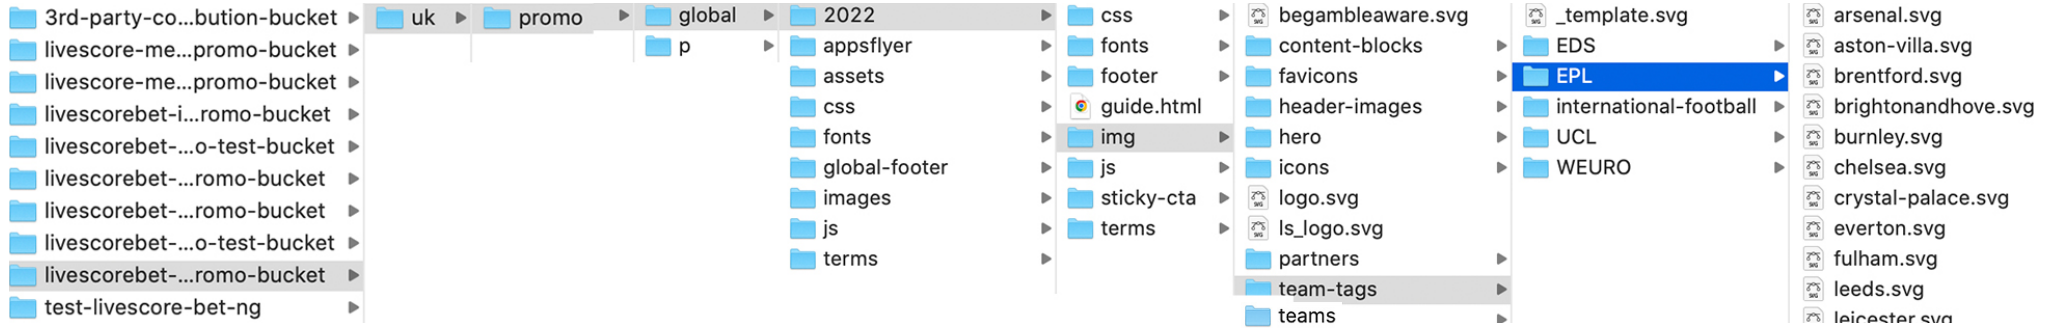 3rd-party-co...bution-bucket
livescore-me...promo-bucket
livescore-me...promo-bucket
livescorebet-i...romo-bucket
livescorebet-...o-test-bucket
livescorebet-...romo-bucket
livescorebet-...romo-bucket
livescorebet-...o-test-bucket
livescorebet-...romo-bucket
test-livescore-bet-ng
uk
promo
global
p
2022
appsflyer
assets
css
fonts
global-footer
images
js
terms
css
fonts
footer
guide.html
img
js
sticky-cta
terms
begambleaware.svg
content-blocks
favicons
header-images
hero
icons
logo.svg
ls_logo.svg
partners
team-tags
teams
_template.svg
EDS
EPL
international-football
UCL
WEURO
arsenal.svg
aston-villa.svg
brentford.svg
brightonandhove.svg
burnley.svg
chelsea.svg
crystal-palace.svg
everton.svg
fulham.svg
leeds.svg
leicester.svg